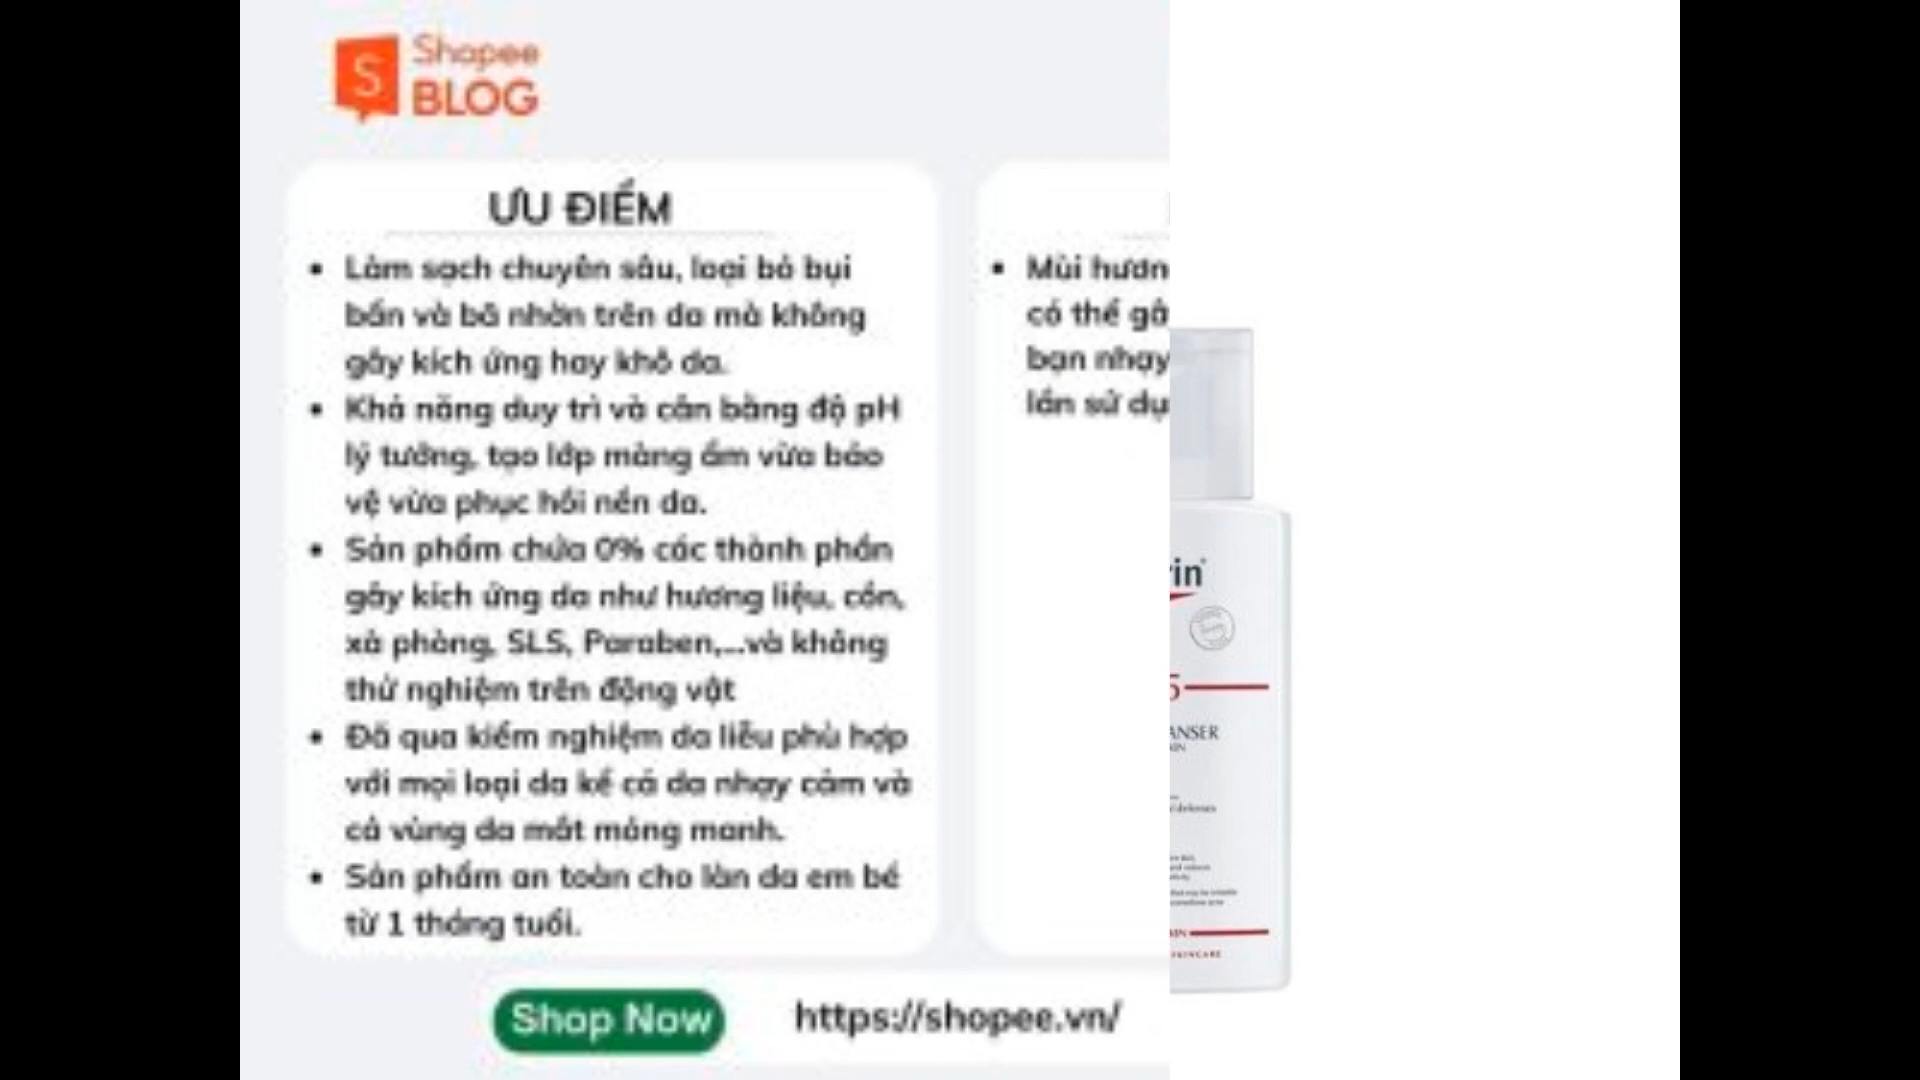 Shopee
BLOG
ƯU ĐIỂM
Làm sạch chuyên sâu, loại bỏ bụi
bẩn và bã nhờn trên da mà không
gây kích ứng hay khô da.
Khả năng duy trì và cân bằng độ pH
lý tưởng, tạo lớp màng ẩm vừa bảo
vệ vừa phục hồi nền da.
Sản phẩm chứa 0% các thành phần
gây kích ứng da như hương liệu, cồn,
xà phòng, SLS, Paraben,...và không
thử nghiệm trên động vật
Đã qua kiểm nghiệm da liễu phù hợp
với mọi loại da kể cả da nhạy cảm và
cả vùng da mắt mỏng manh.
Sản phẩm an toàn cho làn da em bé
từ 1 tháng tuổi.
Mùi hươn
có thể gâ
bạn nhạy
lần sử dụ
rin
5
ANSER
SKINCARE
Shop Now
https://shopee.vn/